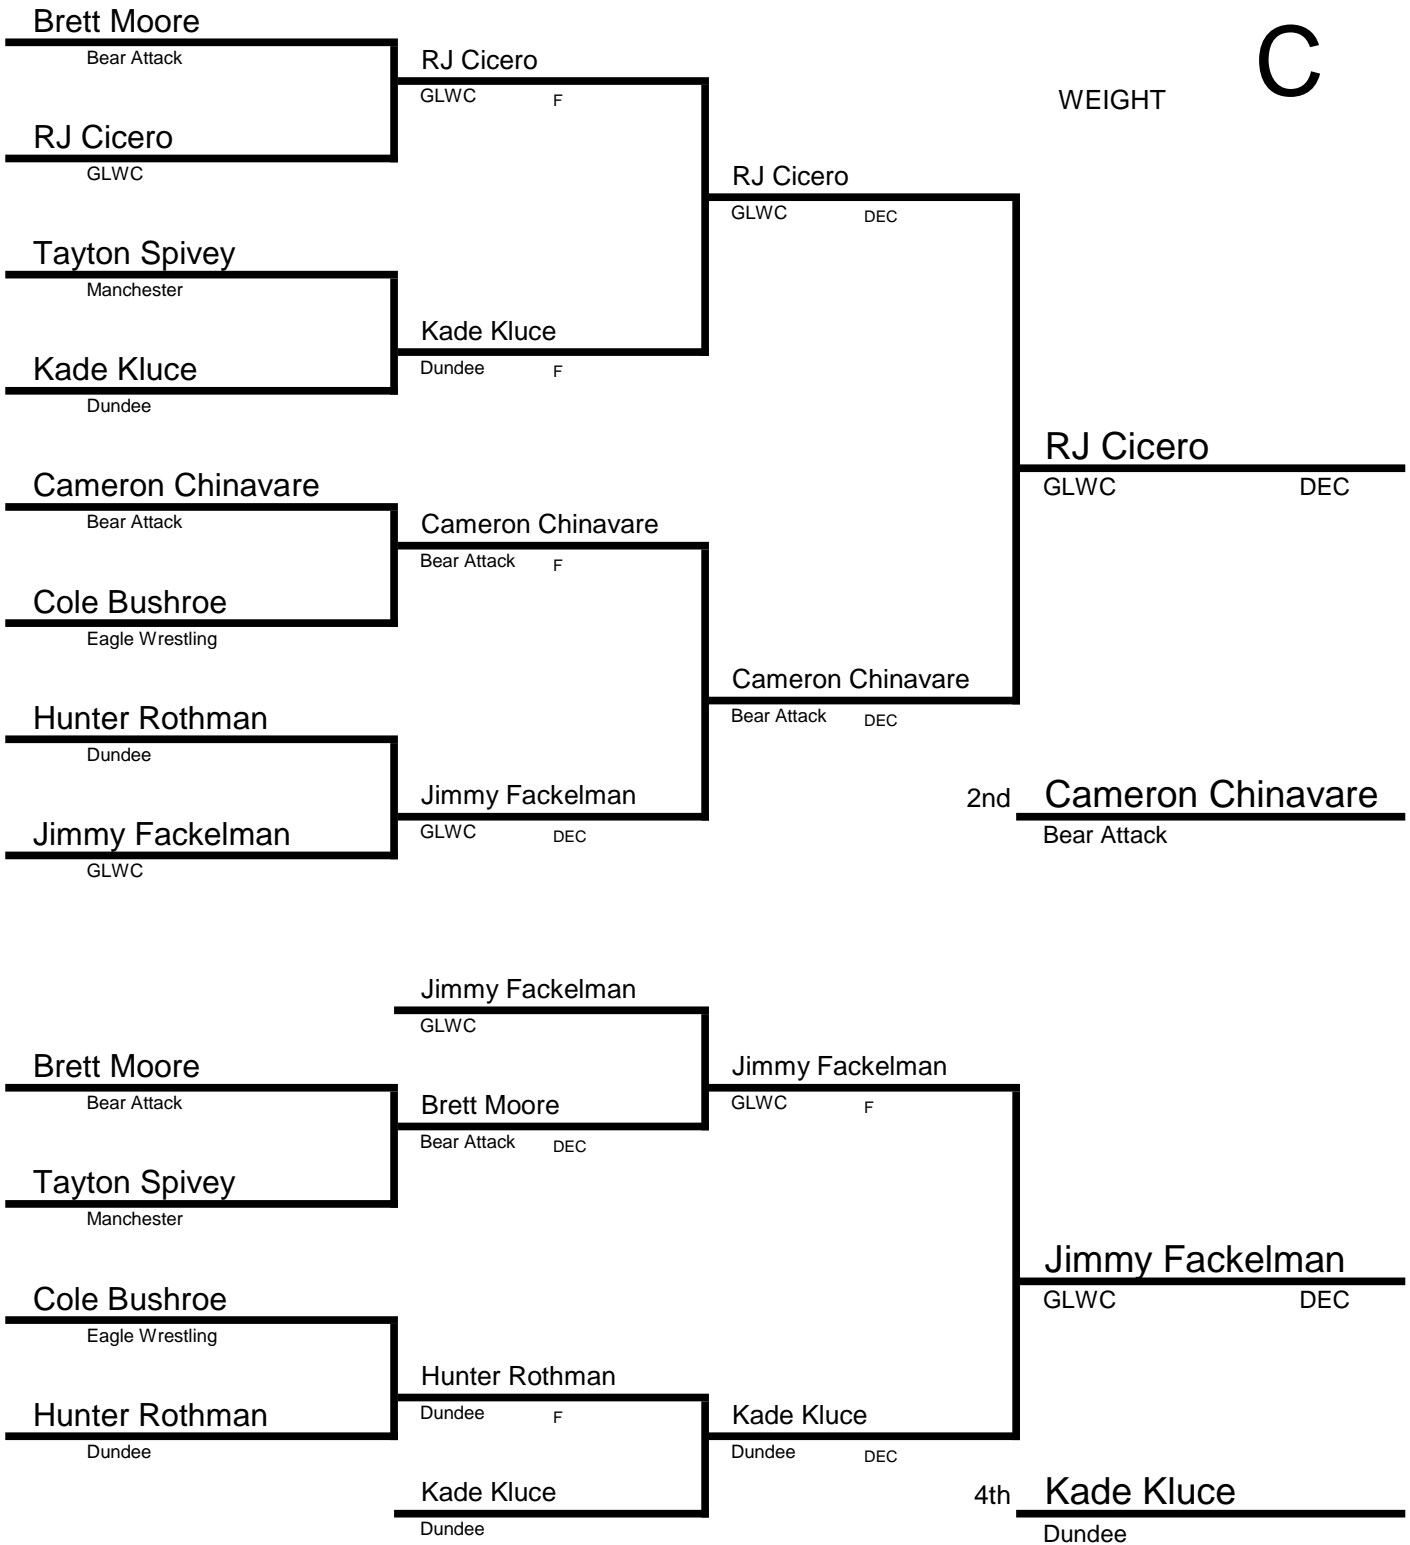 Brett Moore
Bear Attack
RJ Cicero
GLWC F
C
WEIGHT
RJ Cicero
GLWC
RJ Cicero
GLWC DEC
Tayton Spivey
Manchester
Kade Kluce
Dundee F
Kade Kluce
Dundee
RJ Cicero
GLWC DEC
Cameron Chinavare
Bear Attack
Cameron Chinavare
Bear Attack F
Cole Bushroe
Eagle Wrestling
Cameron Chinavare
Bear Attack DEC
Hunter Rothman
Dundee
Jimmy Fackelman
GLWC DEC
2nd Cameron Chinavare
Bear Attack
Jimmy Fackelman
GLWC
Jimmy Fackelman
GLWC
Brett Moore
Bear Attack
Jimmy Fackelman
GLWC F
Brett Moore
Bear Attack DEC
Tayton Spivey
Manchester
Jimmy Fackelman
GLWC DEC
Cole Bushroe
Eagle Wrestling
Hunter Rothman
Dundee F
Hunter Rothman
Dundee
Kade Kluce
Dundee DEC
Kade Kluce
Dundee
4th Kade Kluce
Dundee